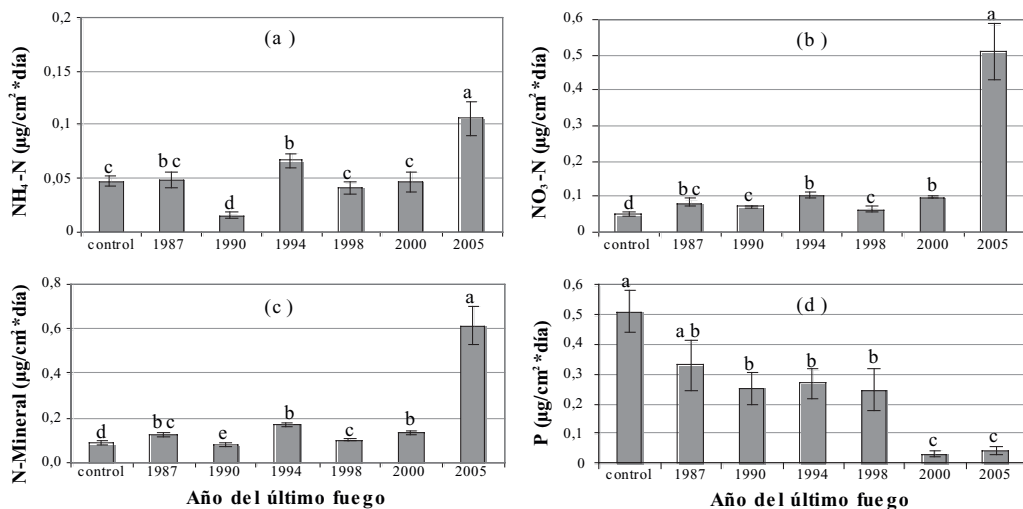 0,2
(a)
0,15
0,1
0,05
0
NH₄-N (µg/cm²*día)
c
bc
d
b
c
c
a
control 1987 1990 1994 1998 2000 2005
0,6
(b)
0,5
0,4
0,3
0,2
0,1
0
NO₃-N (µg/cm²*día)
d
bc
c
b
c
b
a
control 1987 1990 1994 1998 2000 2005
0,8
(c)
0,6
0,4
0,2
0,0
N-Mineral (µg/cm²*día)
d
bc
e
b
c
b
a
control 1987 1990 1994 1998 2000 2005
Año del último fuego
0,6
(d)
0,5
0,4
0,3
0,2
0,1
0
P (µg/cm²*día)
a
ab
b
b
b
c
c
control 1987 1990 1994 1998 2000 2005
Año del último fuego